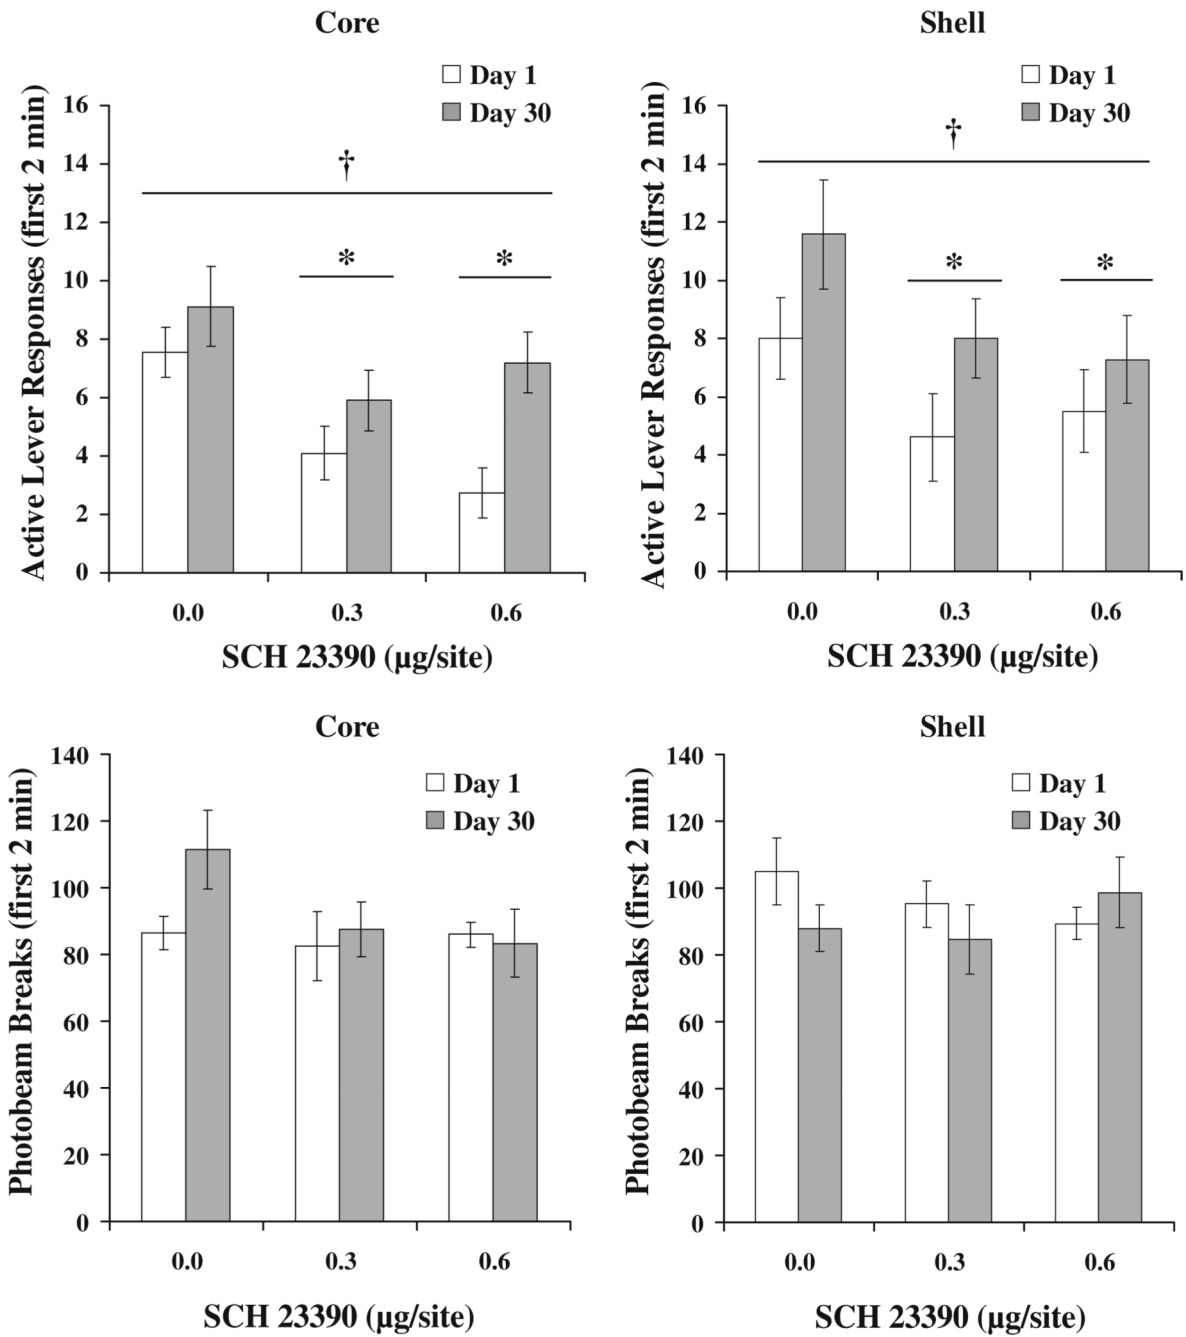 Core
Day 1
Day 30
Active Lever Responses (first 2 min)
16
14
12
10
8
6
4
2
0
†
*
*
0.0
0.3
0.6
SCH 23390 (µg/site)
Shell
Day 1
Day 30
Active Lever Responses (first 2 min)
16
14
12
10
8
6
4
2
0
†
*
*
0.0
0.3
0.6
SCH 23390 (µg/site)
Core
Day 1
Day 30
Photobeam Breaks (first 2 min)
140
120
100
80
60
40
20
0
0.0
0.3
0.6
SCH 23390 (µg/site)
Shell
Day 1
Day 30
Photobeam Breaks (first 2 min)
140
120
100
80
60
40
20
0
0.0
0.3
0.6
SCH 23390 (µg/site)